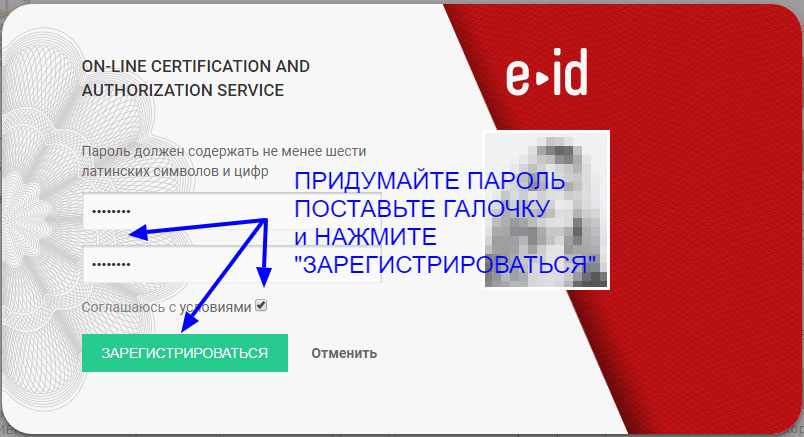 ON-LINE CERTIFICATION AND
AUTHORIZATION SERVICE
e-id
Пароль должен содержать не менее шести
латинских символов и цифр
ПРИДУМАЙТЕ ПАРОЛЬ
ПОСТАВЬТЕ ГАЛОЧКУ
и НАЖМИТЕ
"ЗАРЕГИСТРИРОВАТЬСЯ"
••••••••
••••••••
Соглашаюсь с условиями
ЗАРЕГИСТРИРОВАТЬСЯ
Отменить